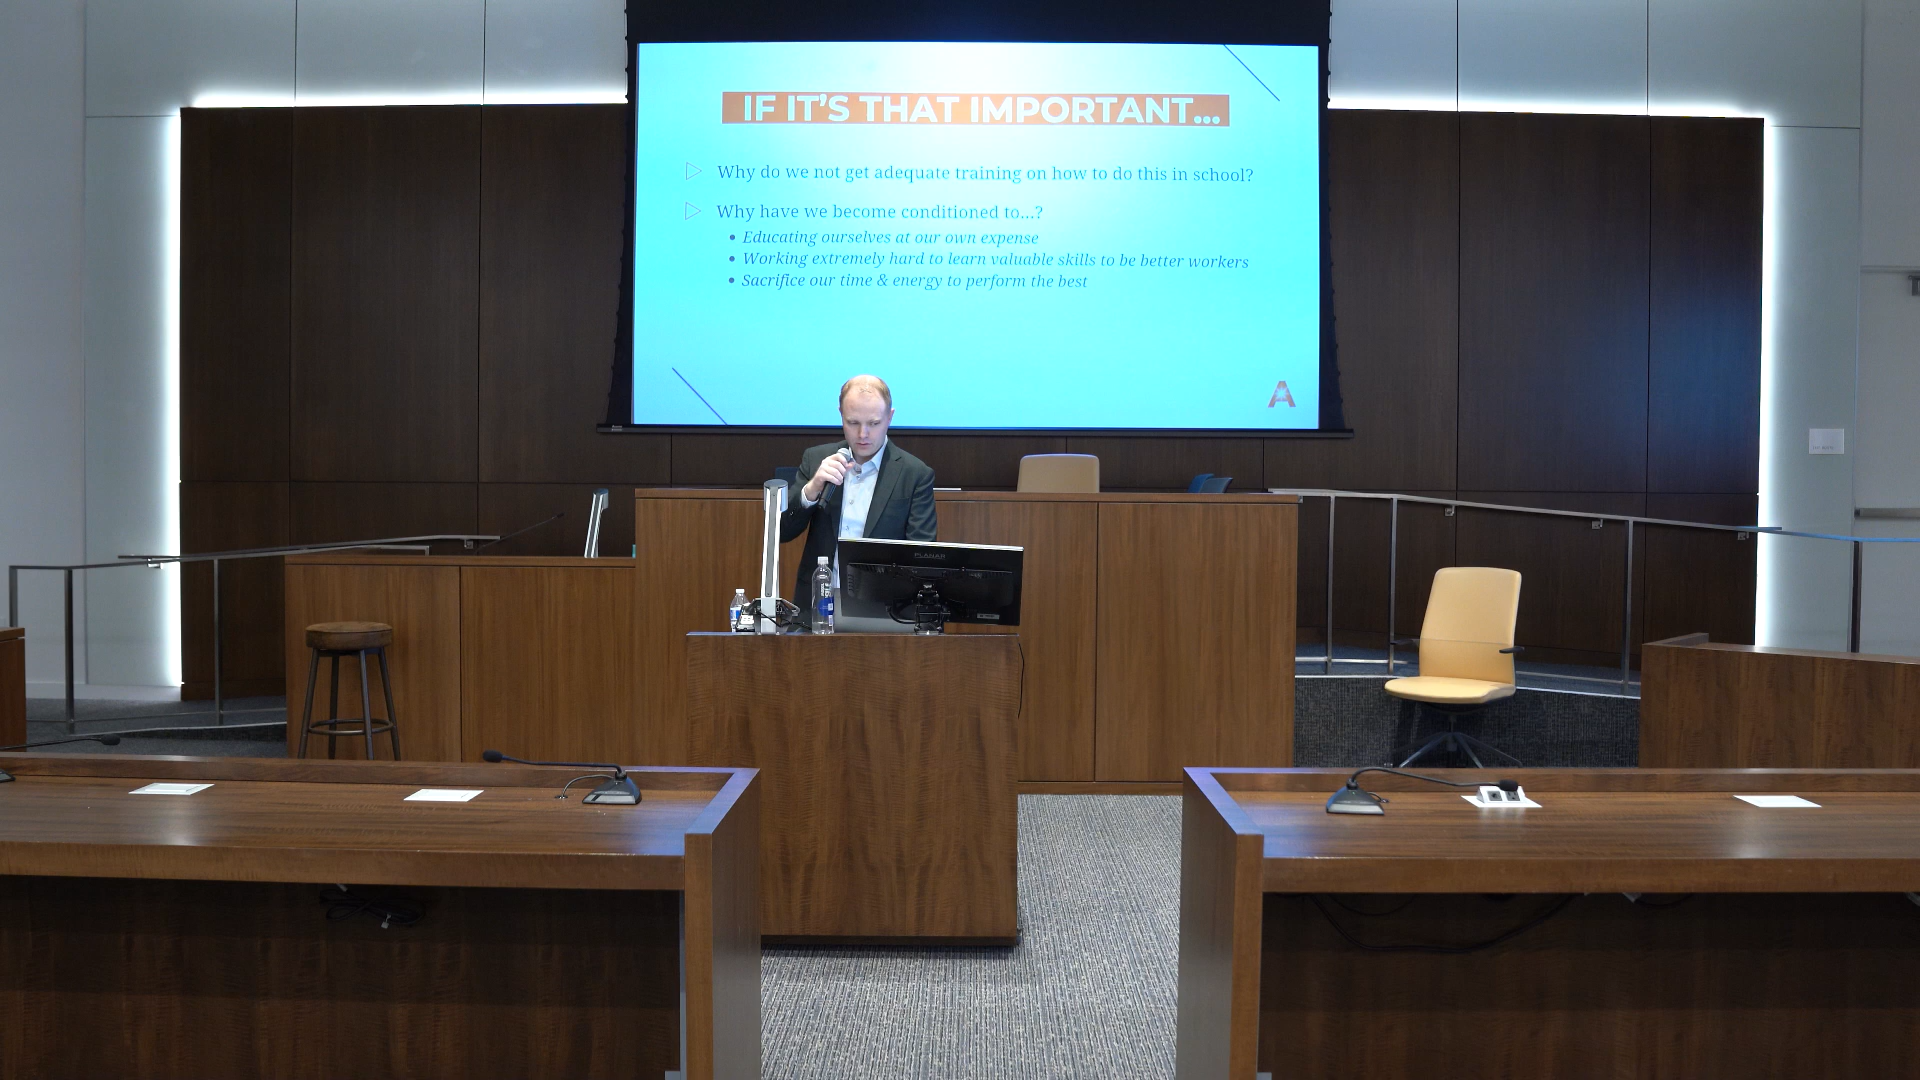 IF IT'S THAT IMPORTANT...
Why do we not get adequate training on how to do this in school?
Why have we become conditioned to...?
• Educating ourselves at our own expense
• Working extremely hard to learn valuable skills to be better workers
• Sacrifice our time & energy to perform the best
A
PLANAR